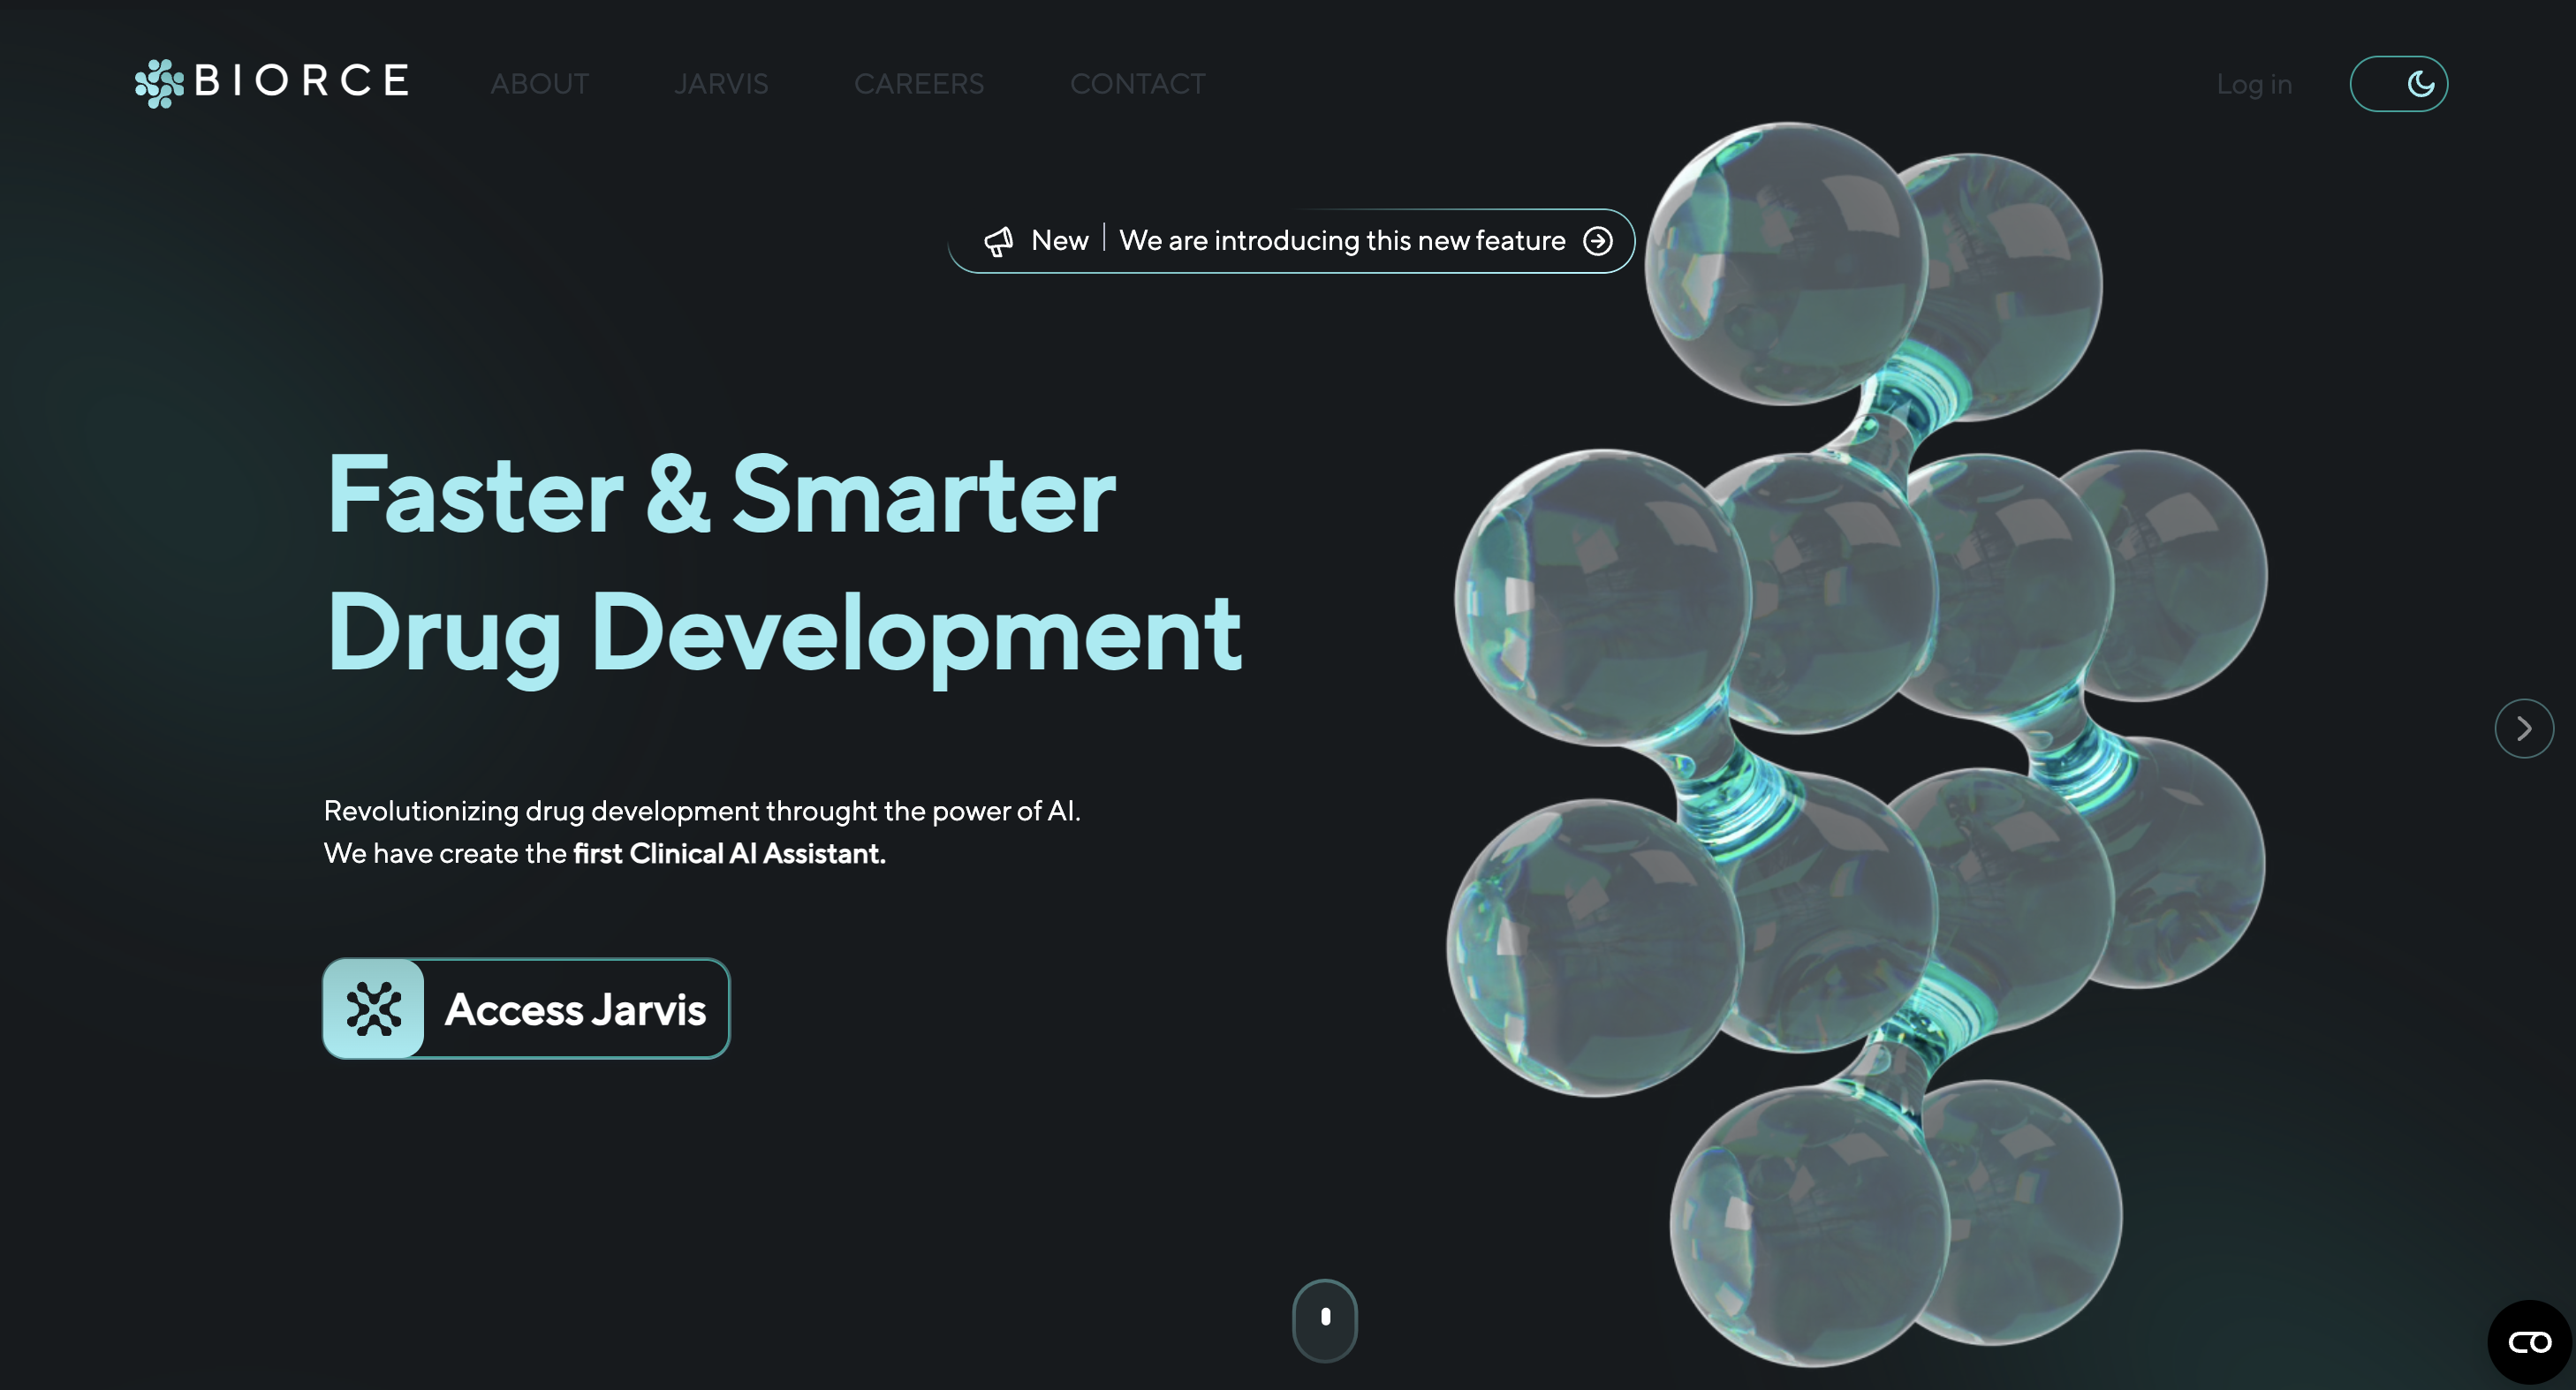 BIORCE
ABOUT
JARVIS
CAREERS
CONTACT
Log in
New | We are introducing this new feature
Faster & Smarter
Drug Development
Revolutionizing drug development throught the power of AI.
We have create the first Clinical AI Assistant.
Access Jarvis